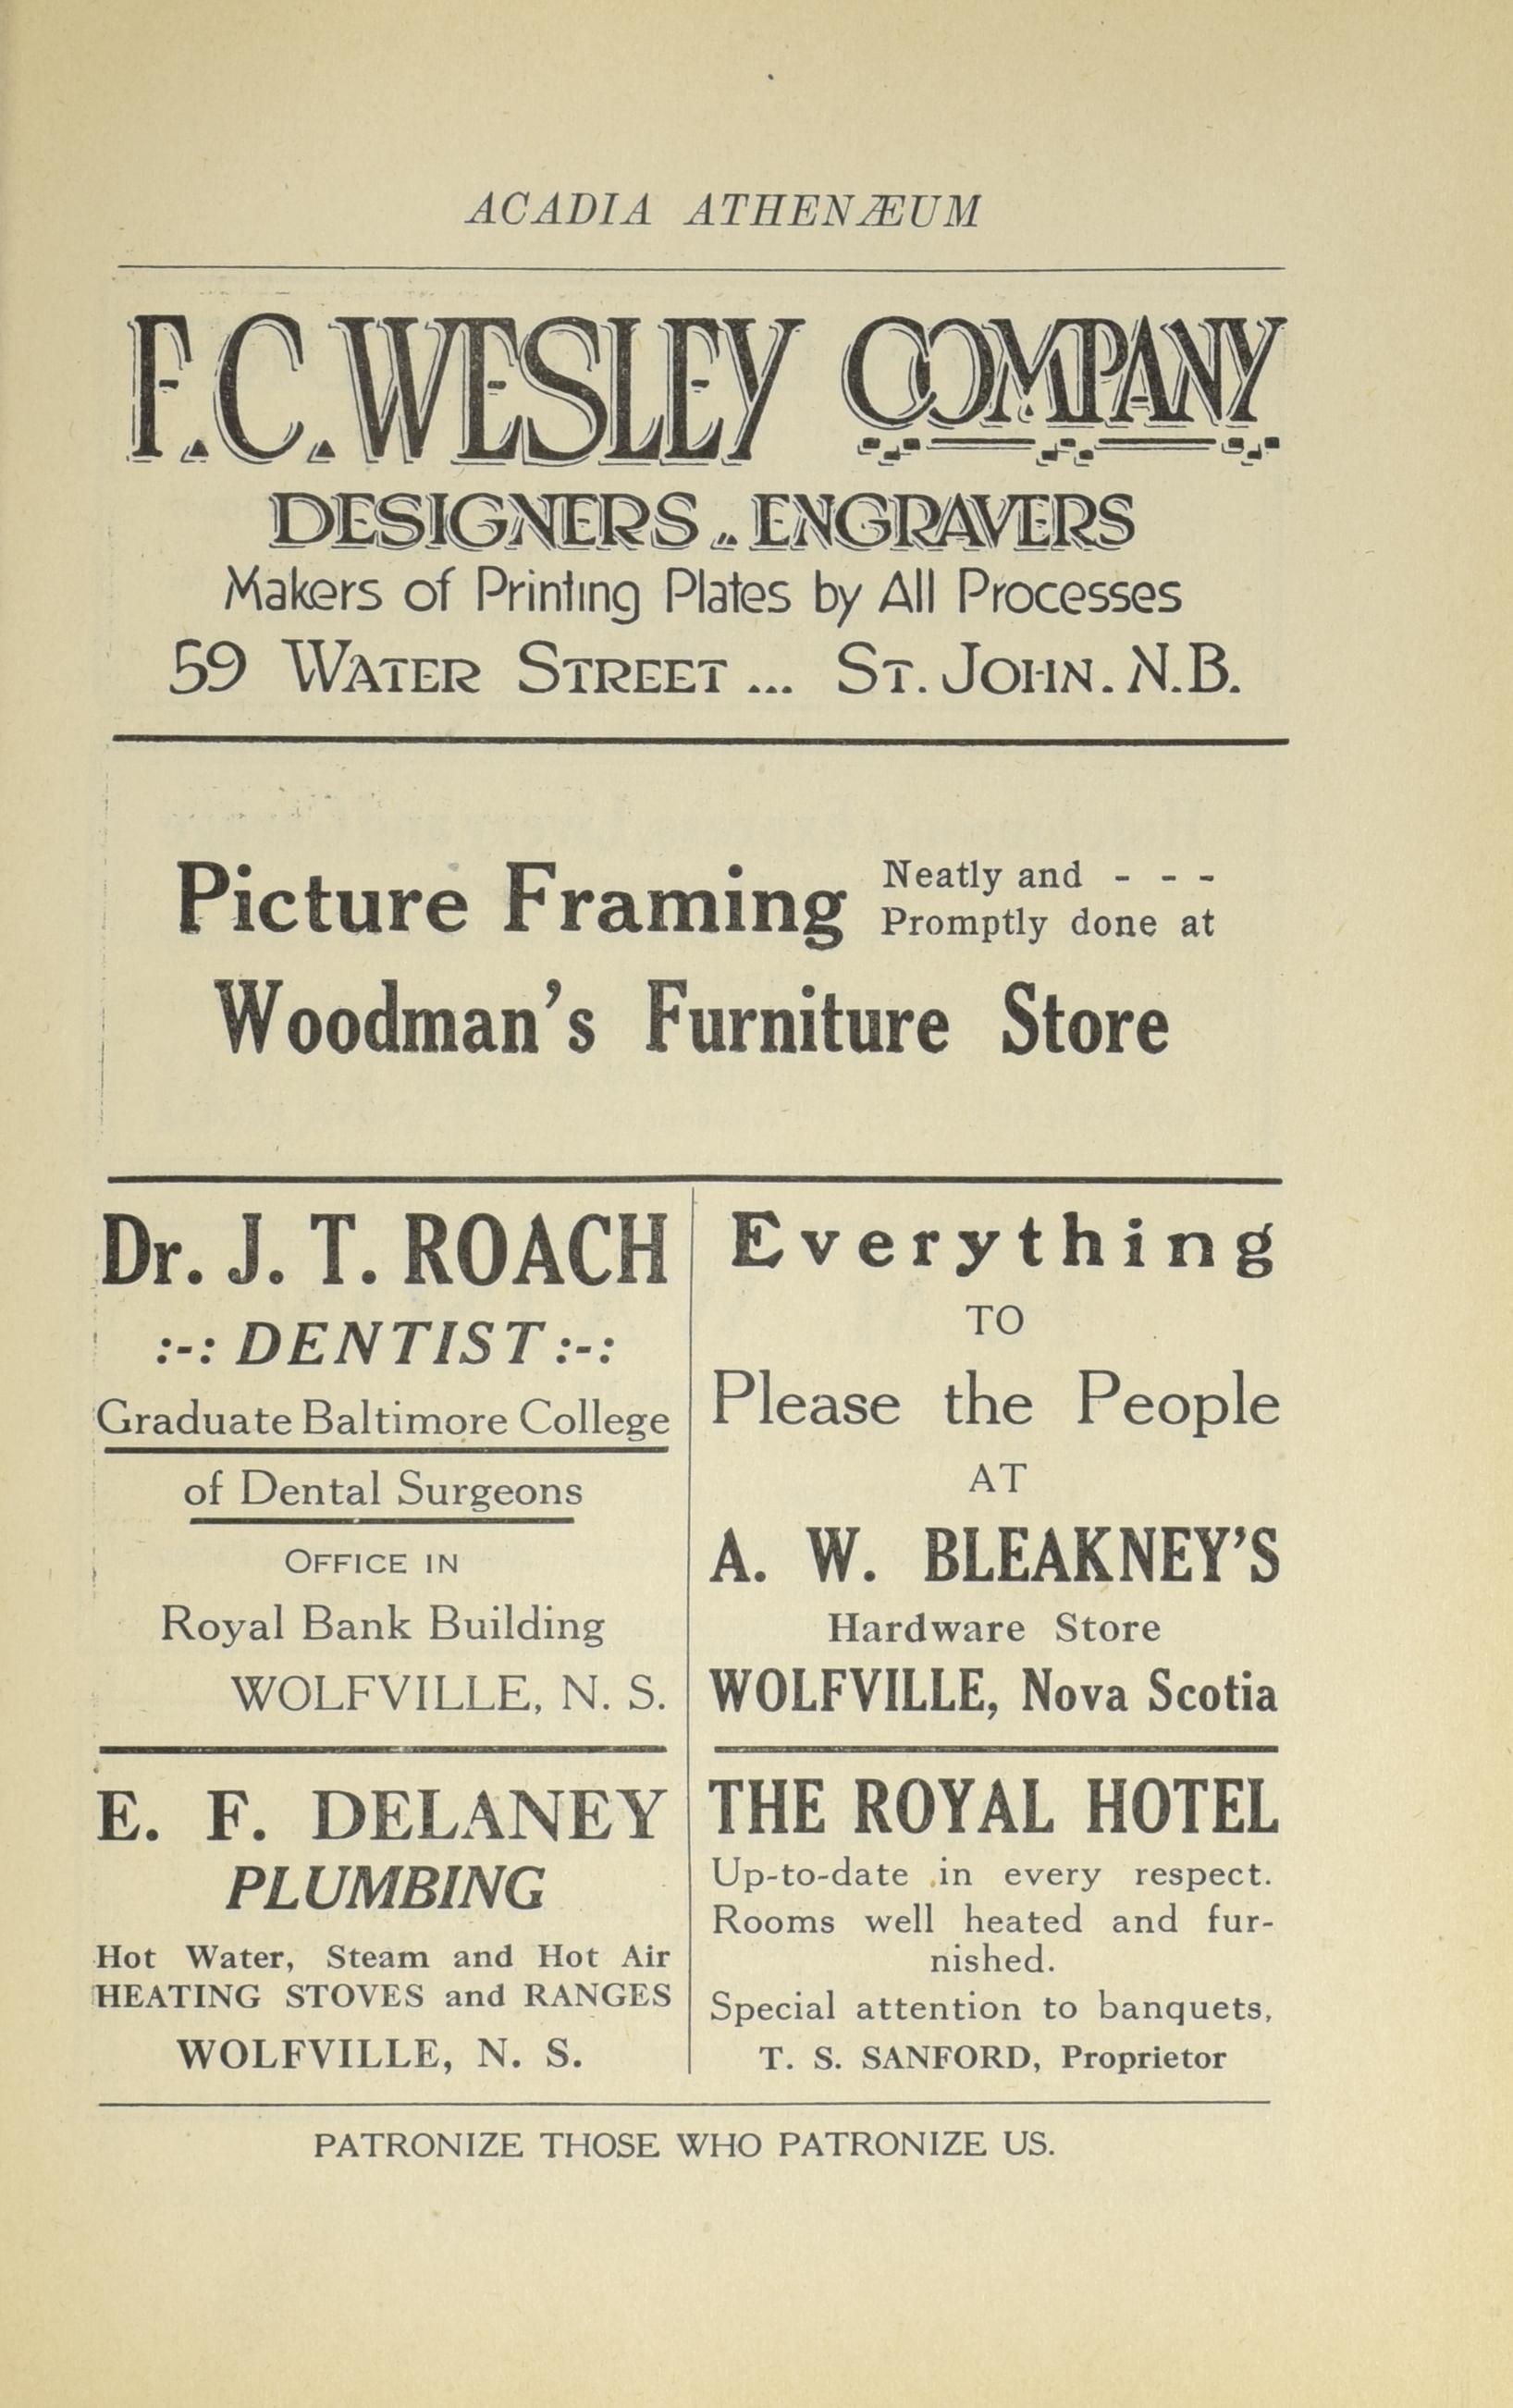 ACADIA ATHENÆUM
F.C. WESLEY COMPANY
DESIGNERS .. ENGRAVERS
Makers of Printing Plates by All Processes
59 WATER STREET ... ST. JOHN. N.B.
Picture Framing Neatly and - - -
Promptly done at
Woodman's Furniture Store
Dr. J. T. ROACH
:-: DENTIST :-:
Graduate Baltimore College
of Dental Surgeons
OFFICE IN
Royal Bank Building
WOLFVILLE, N. S.
Everything
TO
Please the People
AT
A. W. BLEAKNEY'S
Hardware Store
WOLFVILLE, Nova Scotia
E. F. DELANEY
PLUMBING
Hot Water, Steam and Hot Air
HEATING STOVES and RANGES
WOLFVILLE, N. S.
THE ROYAL HOTEL
Up-to-date in every respect.
Rooms well heated and fur-
nished.
Special attention to banquets,
T. S. SANFORD, Proprietor
PATRONIZE THOSE WHO PATRONIZE US.